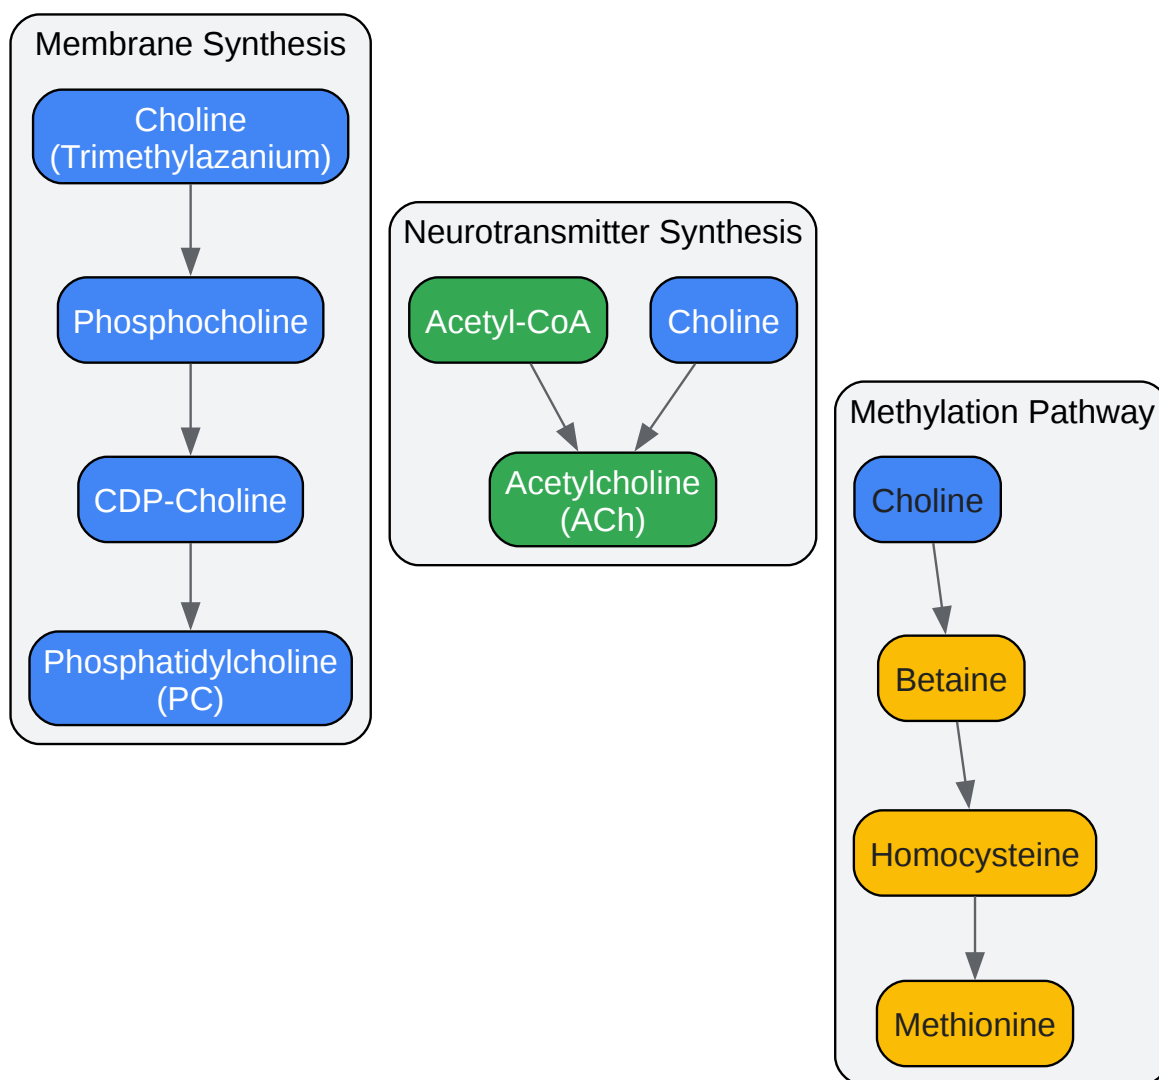 Membrane Synthesis
Choline
(Trimethylazanium)
Phosphocholine
CDP-Choline
Phosphatidylcholine
(PC)
Neurotransmitter Synthesis
Acetyl-CoA
Choline
Acetylcholine
(ACh)
Methylation Pathway
Choline
Betaine
Homocysteine
Methionine